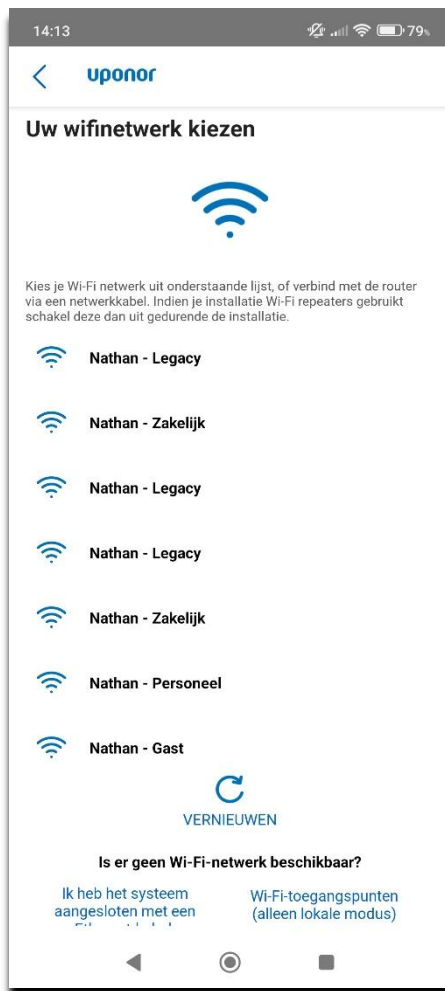 14:13
79%
uponor
Uw wifinetwerk kiezen
Kies je Wi-Fi netwerk uit onderstaande lijst, of verbind met de router
via een netwerkkabel. Indien je installatie Wi-Fi repeaters gebruikt
schakel deze dan uit gedurende de installatie.
Nathan - Legacy
Nathan - Zakelijk
Nathan - Legacy
Nathan - Legacy
Nathan - Zakelijk
Nathan - Personeel
Nathan - Gast
VERNIEUWEN
Is er geen Wi-Fi-netwerk beschikbaar?
Ik heb het systeem
aangesloten met een
Wi-Fi-toegangspunten
(alleen lokale modus)